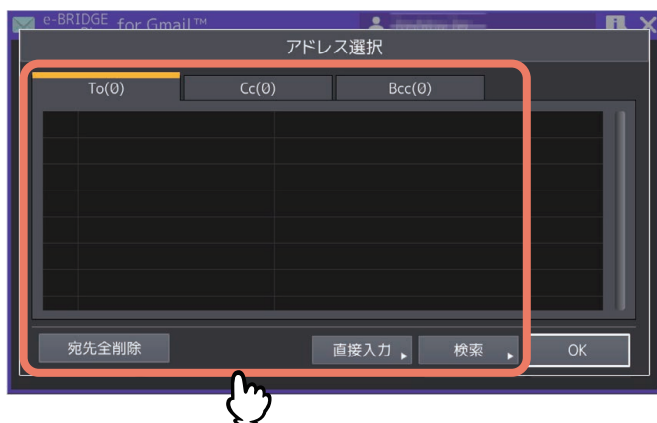 e-BRIDGE for Gmail™
アドレス選択
To(0) Cc(0) Bcc(0)
宛先全削除 直接入力 検索 OK